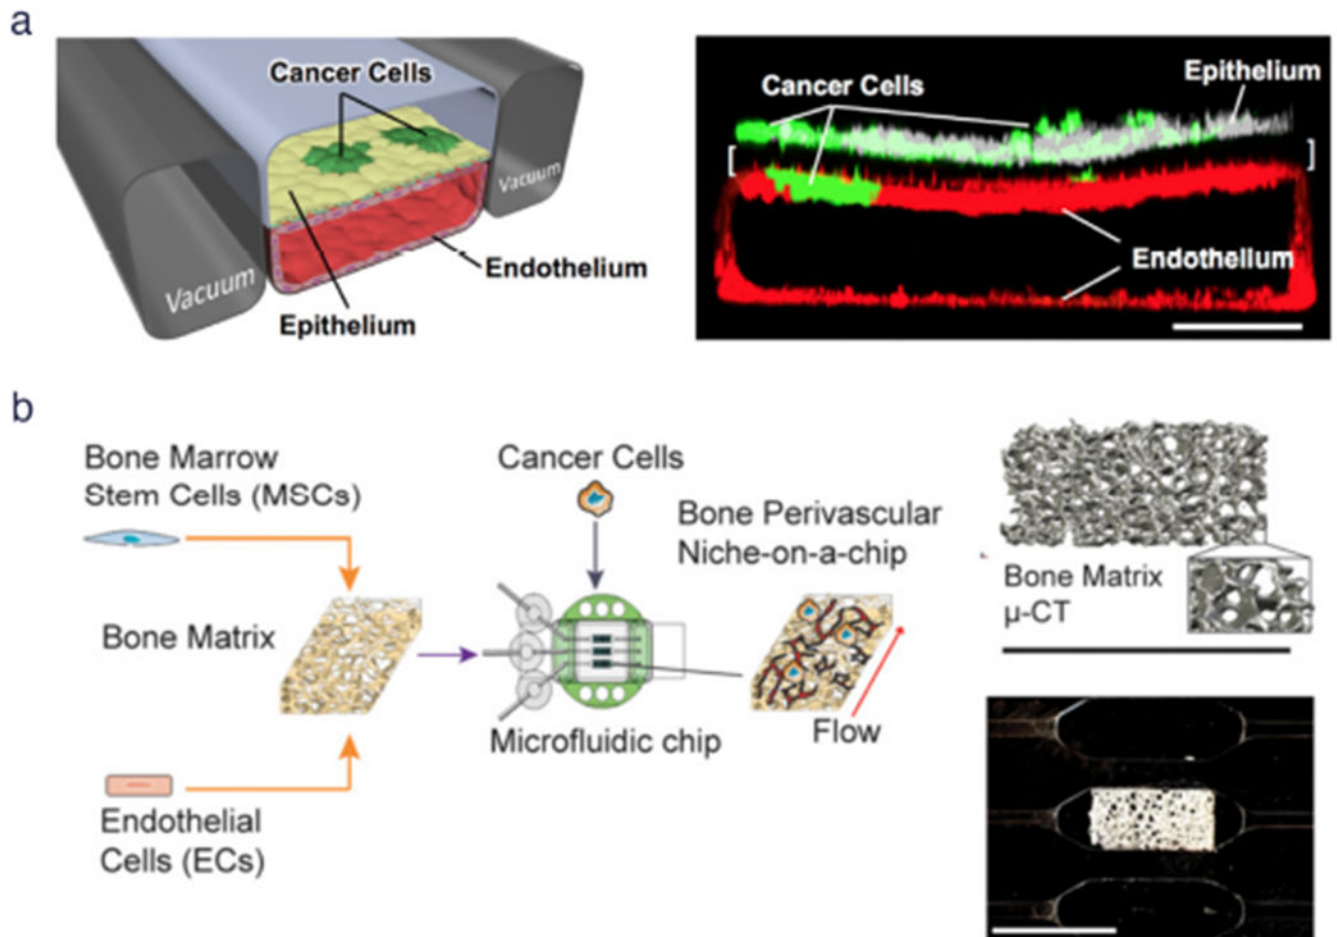 a
Cancer Cells
Vacuum
Vacuum
Endothelium
Epithelium
Cancer Cells
Epithelium
[ ]
Endothelium
b
Bone Marrow
Stem Cells (MSCs)
Bone Matrix
Endothelial
Cells (ECs)
Cancer Cells
Microfluidic chip
Bone Perivascular
Niche-on-a-chip
Flow
Bone Matrix
µ-CT